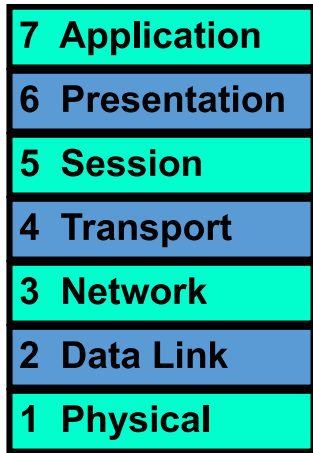 7 Application
6 Presentation
5 Session
4 Transport
3 Network
2 Data Link
1 Physical